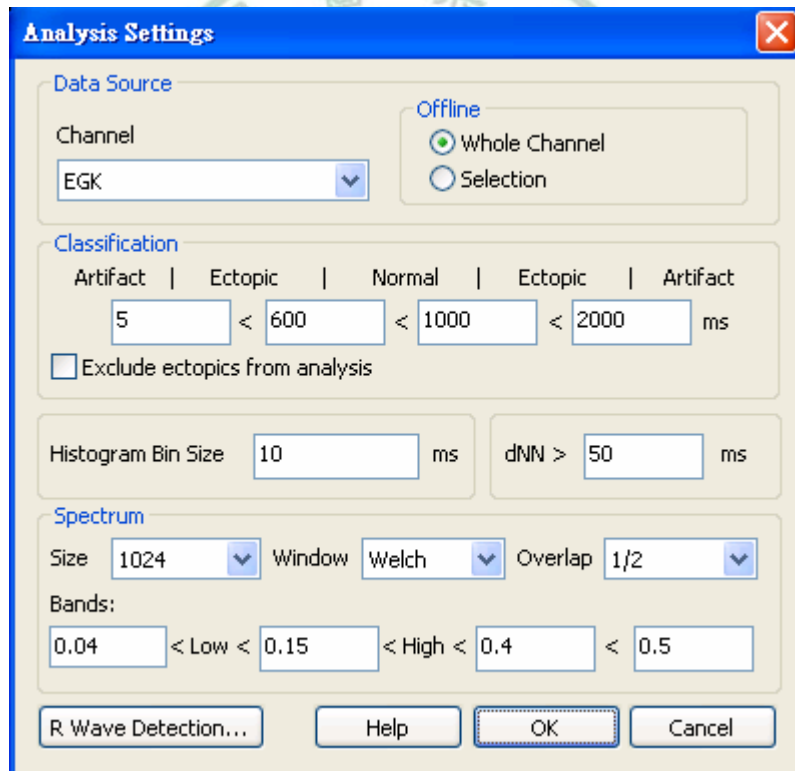 Analysis Settings
Data Source
Channel
EGK
Offline
Whole Channel
Selection
Classification
Artifact | Ectopic | Normal | Ectopic | Artifact
5 < 600 < 1000 < 2000 ms
Exclude ectopics from analysis
Histogram Bin Size 10 ms
dNN > 50 ms
Spectrum
Size 1024 Window Welch Overlap 1/2
Bands:
0.04 < Low < 0.15 < High < 0.4 < 0.5
R Wave Detection... Help OK Cancel